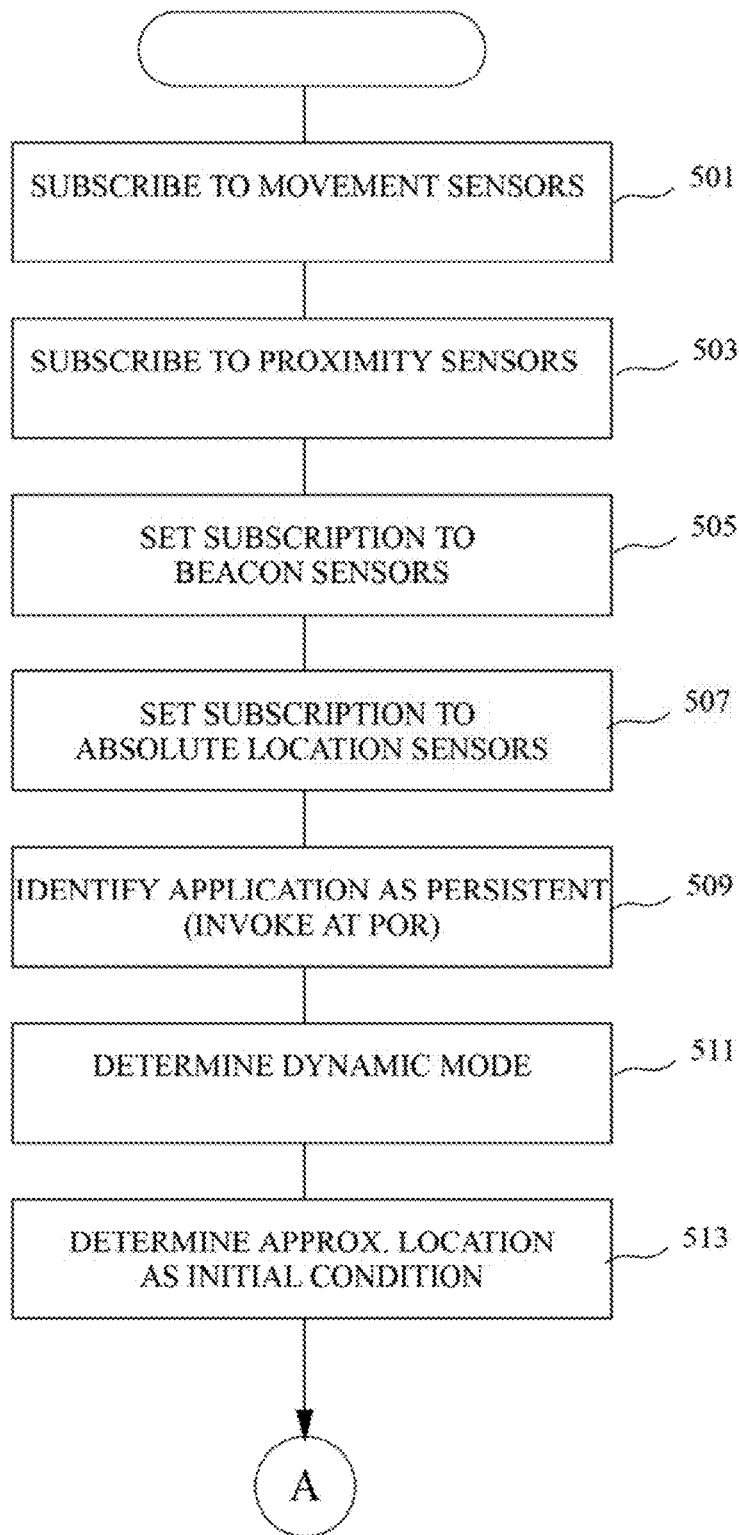 SUBSCRIBE TO MOVEMENT SENSORS
501
SUBSCRIBE TO PROXIMITY SENSORS
503
SET SUBSCRIPTION TO
BEACON SENSORS
505
SET SUBSCRIPTION TO
ABSOLUTE LOCATION SENSORS
507
IDENTIFY APPLICATION AS PERSISTENT
(INVOKE AT POR)
509
DETERMINE DYNAMIC MODE
511
DETERMINE APPROX. LOCATION
AS INITIAL CONDITION
513
A